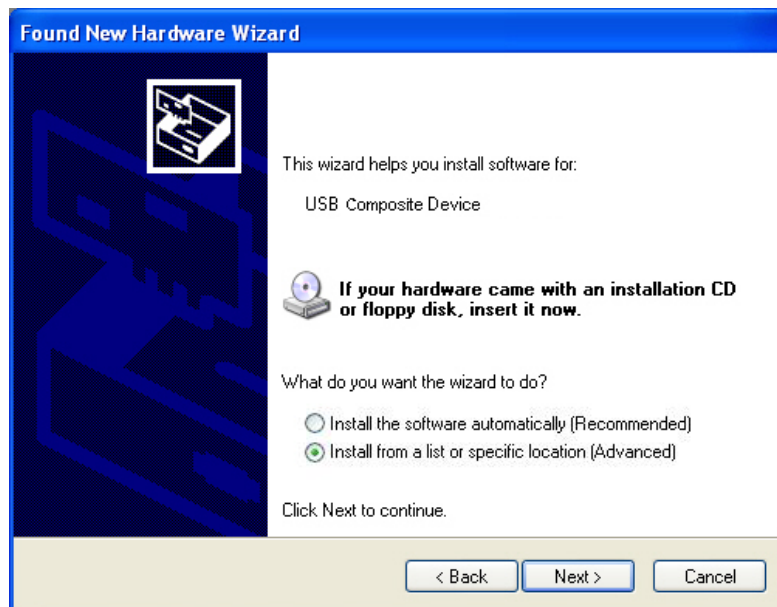 Found New Hardware Wizard
This wizard helps you install software for:
USB Composite Device
If your hardware came with an installation CD
or floppy disk, insert it now.
What do you want the wizard to do?
Install the software automatically (Recommended)
Install from a list or specific location (Advanced)
Click Next to continue.
< Back Next > Cancel